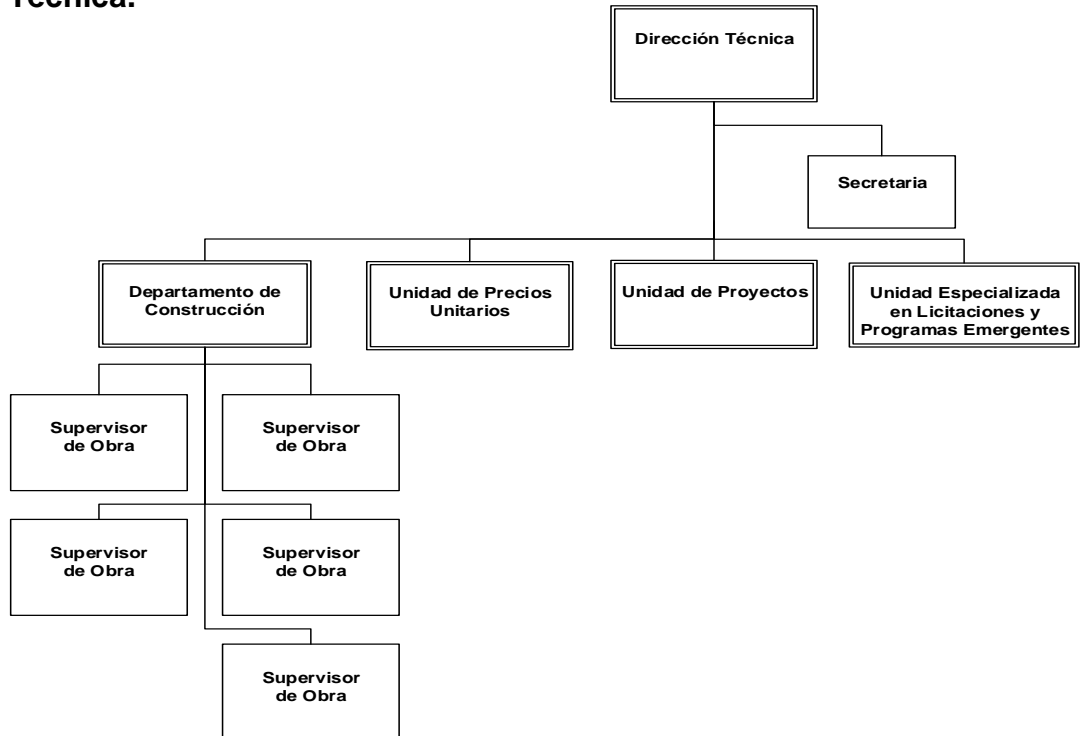 Técnica.
Dirección Técnica
Secretaria
Departamento de
Construcción
Unidad de Precios
Unitarios
Unidad de Proyectos
Unidad Especializada
en Licitaciones y
Programas Emergentes
Supervisor
de Obra
Supervisor
de Obra
Supervisor
de Obra
Supervisor
de Obra
Supervisor
de Obra